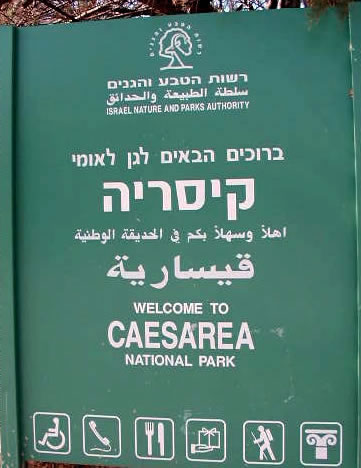 רשות הטבע והגנים
سلطة الطبيعة والحدائق
ISRAEL NATURE AND PARKS AUTHORITY
ברוכים הבאים לגן לאומי
קיסריה
اهلاً وسهلاً بكم في الحديقة الوطنية
قيسارية
WELCOME TO
CAESAREA
NATIONAL PARK